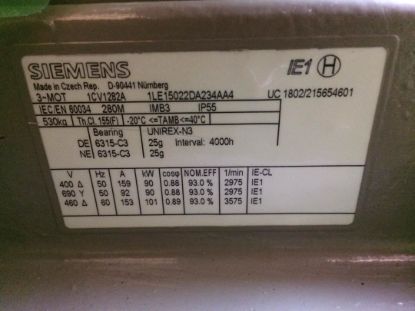 SIEMENS IE1 H
Made in Czech Rep. D-90441 Nürnberg
3~MOT 1CV1282A 1LE15022DA234AA4 UC 1802/215654601
IEC/EN 60034 280M IMB3 IP55
530kg Th.CL.155(F) -20°C <=TAMB<=40°C
Bearing UNIREX-N3
DE 6315-C3 25g Interval: 4000h
NE 6315-C3 25g
V Hz A kW cosφ NOM.EFF 1/min IE-CL
400 Δ 50 159 90 0.88 93.0 % 2975 IE1
690 Y 50 92 90 0.88 93.0 % 2975 IE1
460 Δ 60 153 101 0.89 93.0 % 3575 IE1